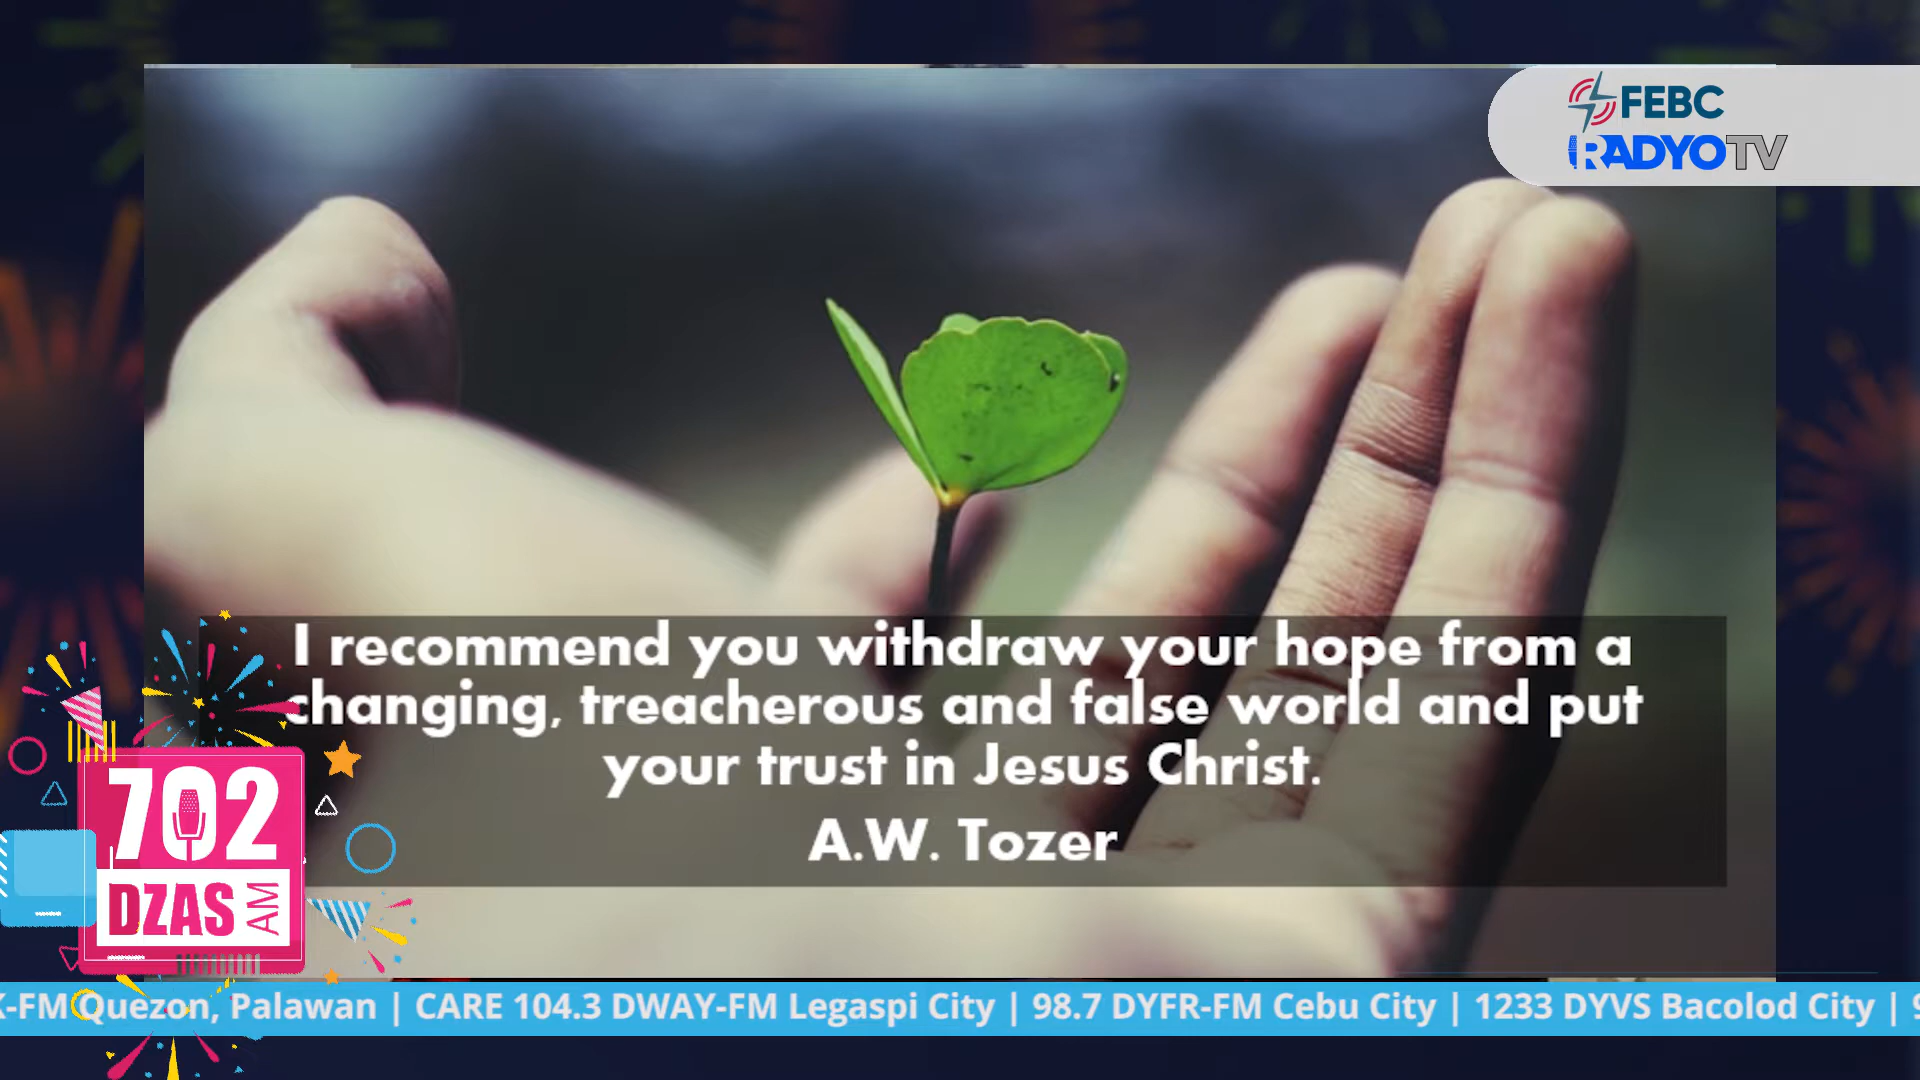 FEBC
RADYOTV
I recommend you withdraw your hope from a
changing, treacherous and false world and put
your trust in Jesus Christ.
A.W. Tozer
702
DZAS AM
-FM Quezon, Palawan | CARE 104.3 DWAY-FM Legaspi City | 98.7 DYFR-FM Cebu City | 1233 DYVS Bacolod City |